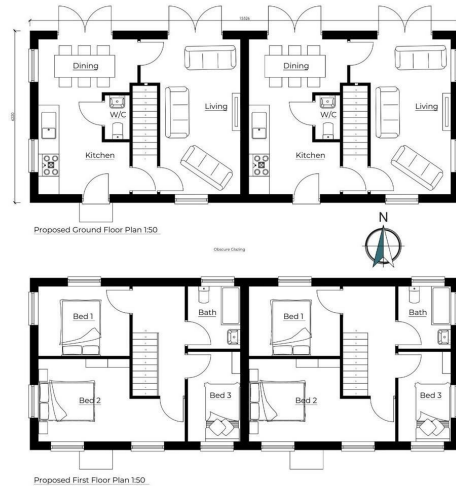 Dining
Dining
W/C
Living
W/C
Living
Kitchen
Kitchen
Proposed Ground Floor Plan 1:50
N
Obscure Glazing
Bed 1
Bath
Bed 1
Bath
Bed 2
Bed 3
Bed 2
Bed 3
Proposed First Floor Plan 1:50